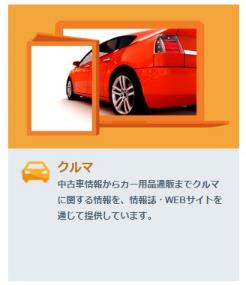 クルマ
中古車情報からカー用品通販までクルマ
に関する情報を、情報誌・WEBサイトを
通じて提供しています。